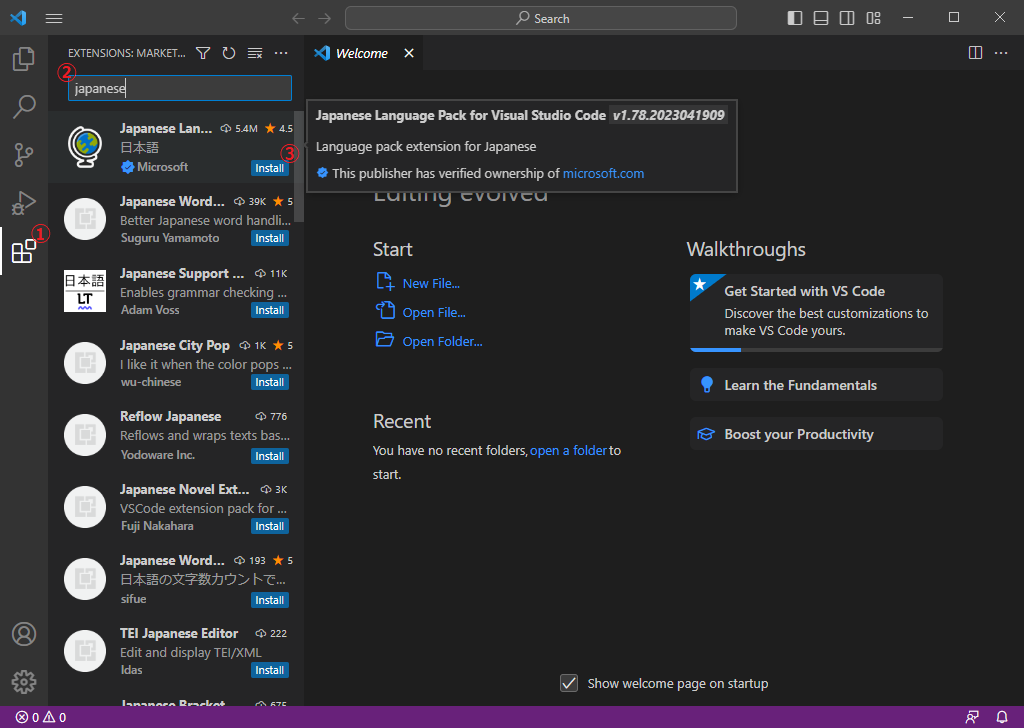 Search
EXTENSIONS: MARKET...
②
japanese
Japanese Lan... 5.4M ★ 4.5
日本語
③
Microsoft Install
Japanese Word... 39K ★ 5
Better Japanese word handli...
Suguru Yamamoto Install
①
日本語
LT
Japanese Support ... 11K
Enables grammar checking ...
Adam Voss Install
Japanese City Pop 1K ★ 5
I like it when the color pops ...
wu-chinese Install
Reflow Japanese 776
Reflows and wraps texts bas...
Yodoware Inc. Install
Japanese Novel Ext... 3K
VSCode extension pack for ...
Fuji Nakahara Install
Japanese Word... 193 ★ 5
日本語の文字数カウントで...
sifue Install
TEI Japanese Editor 222
Edit and display TEI/XML
ldas Install
Japanese Bracket 675
Welcome
Japanese Language Pack for Visual Studio Code v1.78.2023041909
Language pack extension for Japanese
This publisher has verified ownership of microsoft.com
Editing evolved
Start
New File...
Open File...
Open Folder...
Recent
You have no recent folders, open a folder to
start.
Walkthroughs
Get Started with VS Code
Discover the best customizations to
make VS Code yours.
Learn the Fundamentals
Boost your Productivity
Show welcome page on startup
0 0